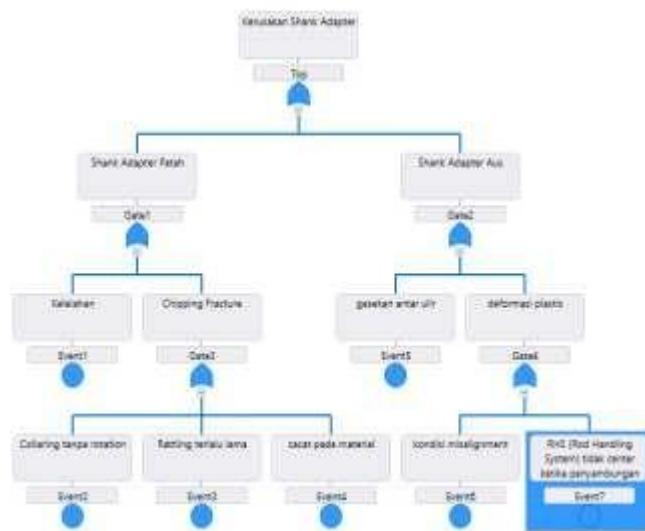 Kerusakan Shank Adapter
Top
Shank Adapter Patah
Shank Adapter Aus
Gate1
Gate2
Kelelahan
Chipping Fracture
gesekan antar ulir
deformasi plastis
Event1
Gate3
Event5
Gate6
Collaring tanpa rotation
Rattling terlalu lama
cacat pada material
kondisi misalignment
RHS (Rod Handling
System) tidak center
ketika penyambungan
Event2
Event3
Event4
Event6
Event7